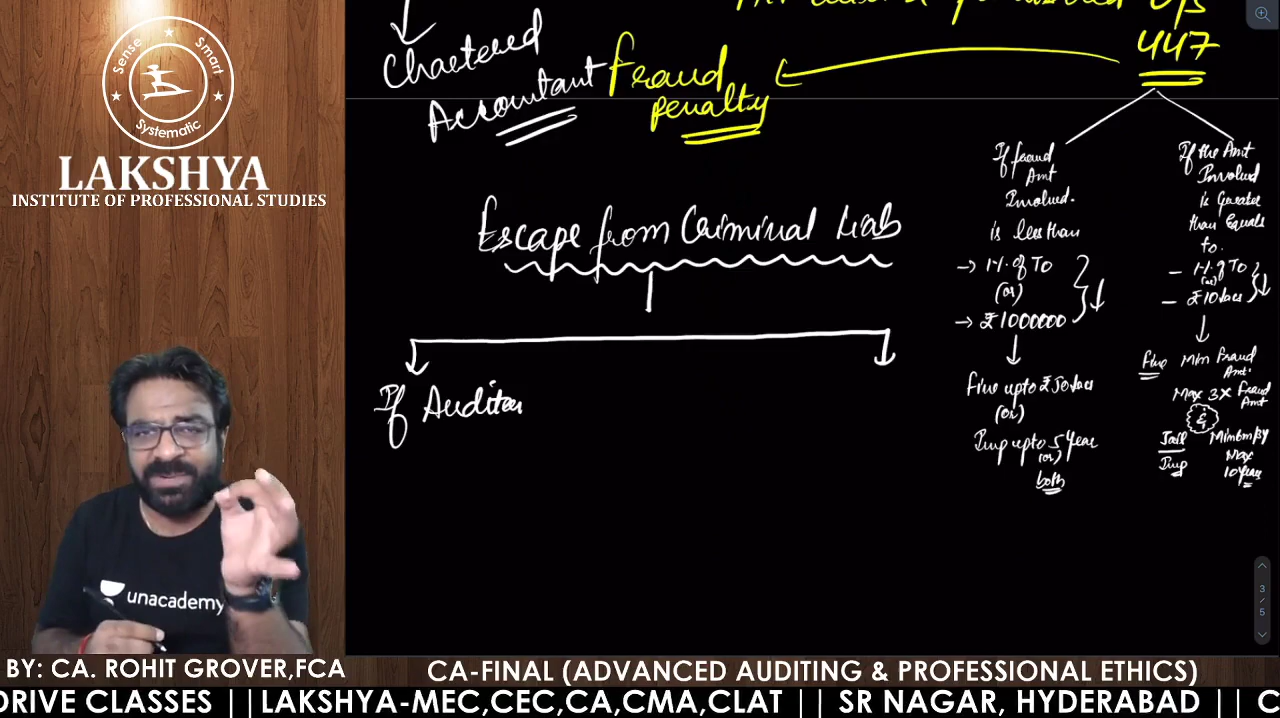 Sense
Smart
Systematic
LAKSHYA
INSTITUTE OF PROFESSIONAL STUDIES
u/s
447
Chartered
Accountant
fraud
penalty
Escape from Criminal Liab
If Auditor
If fraud
Amt
Involved.
is less than
→ 1%. of TO
(or)
→ ₹1000000
Fine upto ₹50 lacs
(or)
Imp upto 5 year
(or)
both
If the Amt
Involved
is Greater
than Equals
to.
- 1%. of TO
(or)
- ₹10 lacs
Fine Min Fraud
Amt.
Max 3X Fraud
Amt
&
Jail
Imp
Max
10 years
3
/
5
unacademy
BY: CA. ROHIT GROVER,FCA
CA-FINAL (ADVANCED AUDITING & PROFESSIONAL ETHICS)
DRIVE CLASSES || LAKSHYA-MEC,CEC,CA,CMA,CLAT || SR NAGAR, HYDERABAD || C